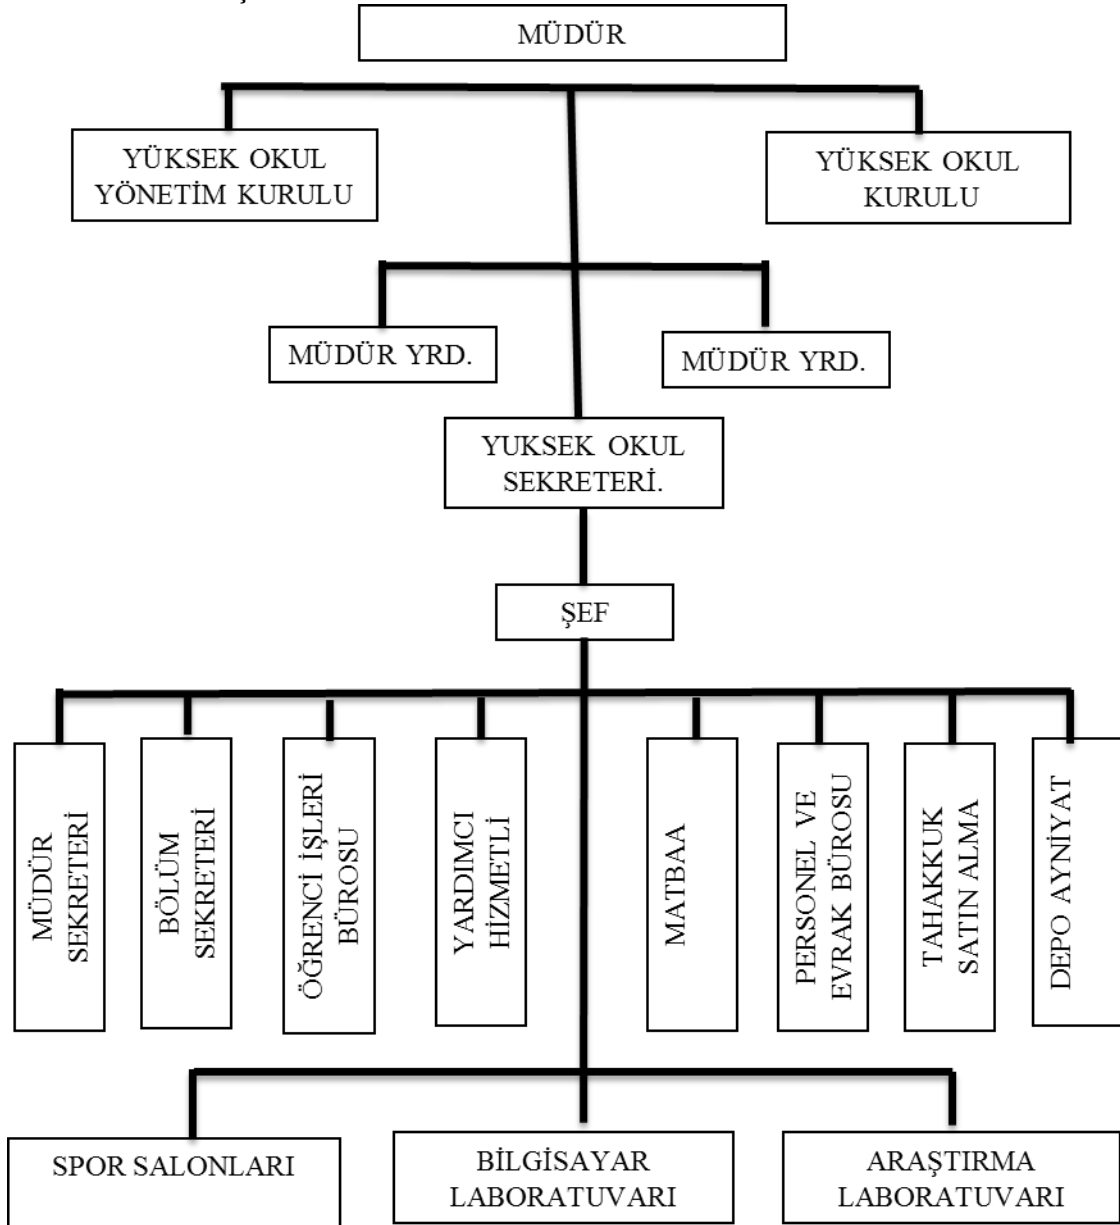 MÜDÜR
YÜKSEK OKUL
YÖNETİM KURULU
YÜKSEK OKUL
KURULU
MÜDÜR YRD.
MÜDÜR YRD.
YUKSEK OKUL
SEKRETERİ.
ŞEF
MÜDÜR
SEKRETERİ
BÖLÜM
SEKRETERİ
ÖĞRENCİ İŞLERİ
BÜROSU
YARDIMCI
HİZMETLİ
MATBAA
PERSONEL VE
EVRAK BÜROSU
TAHAKKUK
SATIN ALMA
DEPO AYNİYAT
SPOR SALONLARI
BİLGİSAYAR
LABORATUVARI
ARAŞTIRMA
LABORATUVARI